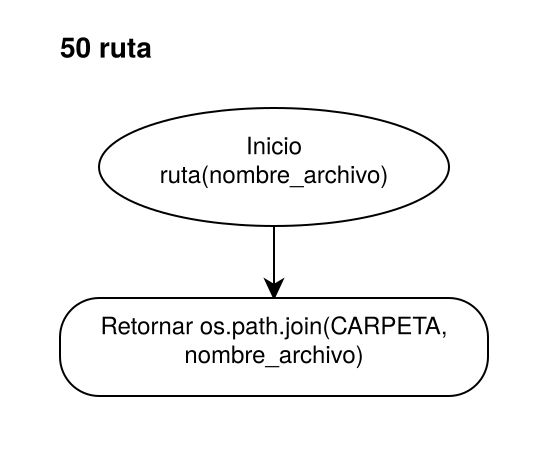 50 ruta
Inicio
ruta(nombre_archivo)
Retornar os.path.join(CARPETA,
nombre_archivo)